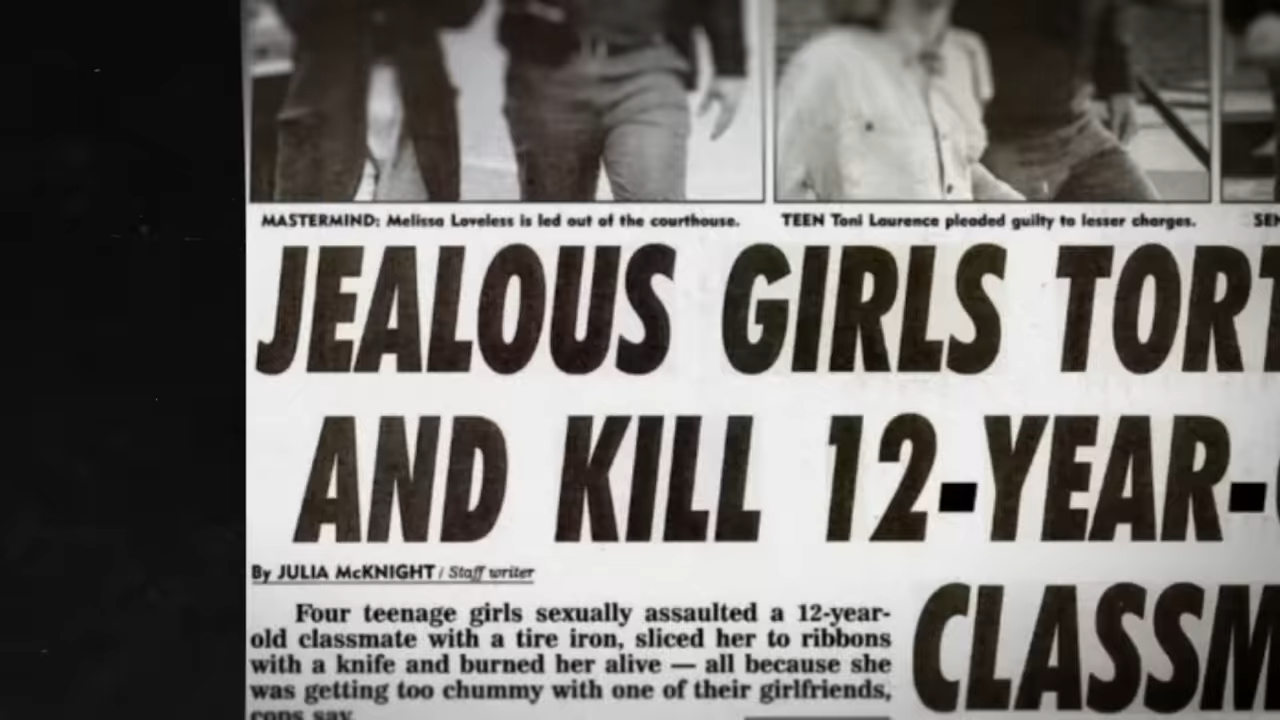 MASTERMIND: Melissa Loveless is led out of the courthouse.
TEEN Toni Laurence pleaded guilty to lesser charges.
JEALOUS GIRLS TORT
AND KILL 12-YEAR-
By JULIA McKNIGHT / Staff writer
CLASSM
Four teenage girls sexually assaulted a 12-year-
old classmate with a tire iron, sliced her to ribbons
with a knife and burned her alive — all because she
was getting too chummy with one of their girlfriends,
cops say.